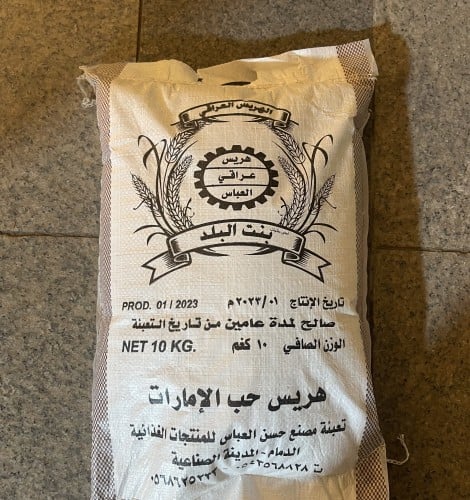 الهريس العراقي
هريس
عراقي
العباس
بنت البلد
تاريخ الإنتاج ٢٠٢٣/٠١م
PROD. 01 / 2023
صالح لمدة عامين من تاريخ التعبئة
الوزن الصافي ١٠ كغم
NET 10 KG.
هريس حب الإمارات
تعبئة مصنع حسن العباس للمنتجات الغذائية
الدمام - المدينة الصناعية
ت